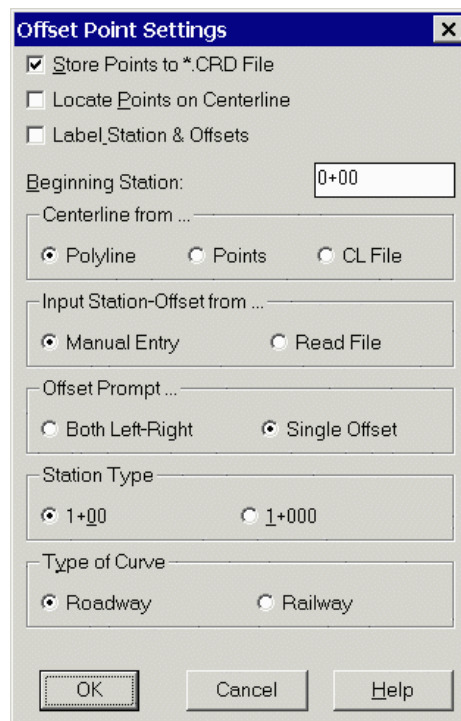 Offset Point Settings
Store Points to *.CRD File
Locate Points on Centerline
Label Station & Offsets
Beginning Station: 0+00
Centerline from ...
Polyline Points CL File
Input Station-Offset from ...
Manual Entry Read File
Offset Prompt ...
Both Left-Right Single Offset
Station Type
1+00 1+000
Type of Curve
Roadway Railway
OK Cancel Help